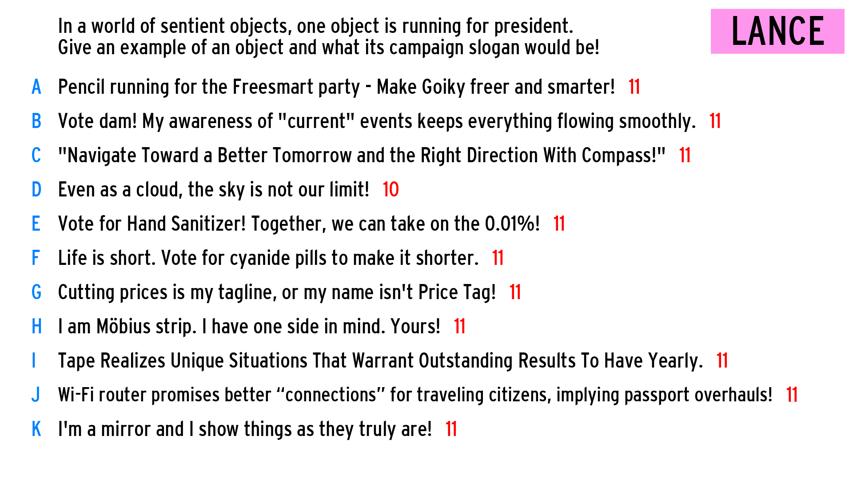 In a world of sentient objects, one object is running for president.
Give an example of an object and what its campaign slogan would be!
LANCE
A Pencil running for the Freesmart party - Make Goiky freer and smarter! 11
B Vote dam! My awareness of "current" events keeps everything flowing smoothly. 11
C "Navigate Toward a Better Tomorrow and the Right Direction With Compass!" 11
D Even as a cloud, the sky is not our limit! 10
E Vote for Hand Sanitizer! Together, we can take on the 0.01%! 11
F Life is short. Vote for cyanide pills to make it shorter. 11
G Cutting prices is my tagline, or my name isn't Price Tag! 11
H I am Möbius strip. I have one side in mind. Yours! 11
I Tape Realizes Unique Situations That Warrant Outstanding Results To Have Yearly. 11
J Wi-Fi router promises better “connections” for traveling citizens, implying passport overhauls! 11
K I'm a mirror and I show things as they truly are! 11